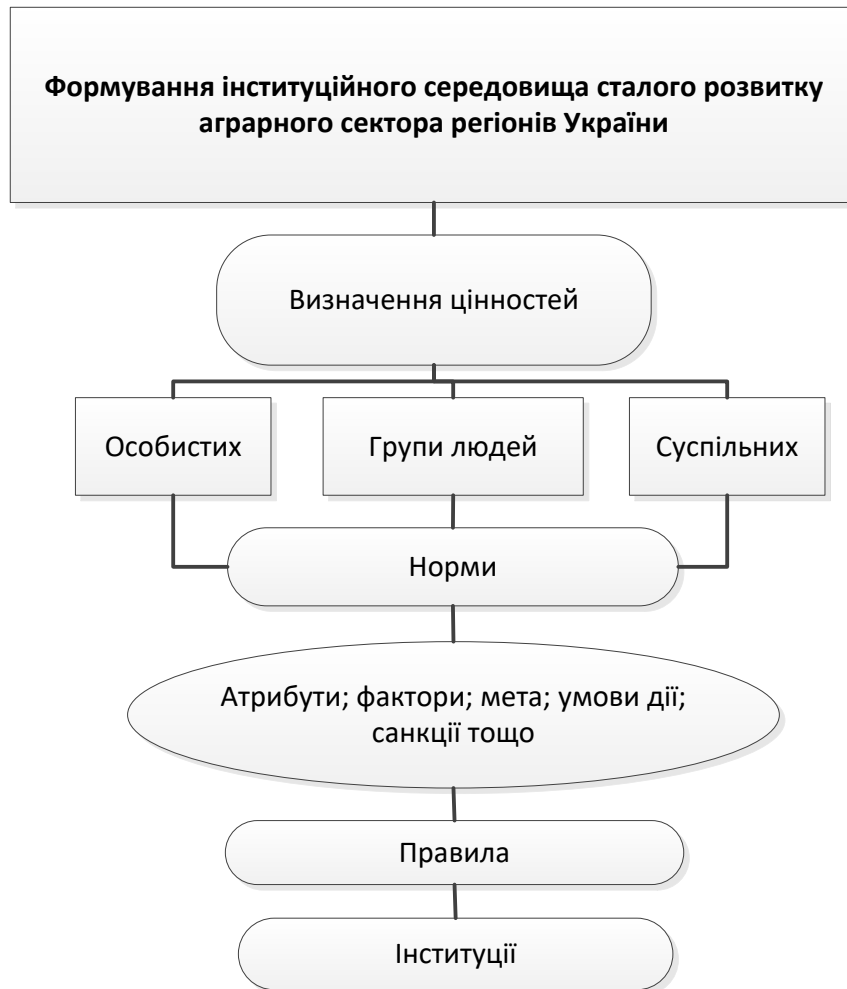 Формування інституційного середовища сталого розвитку
аграрного сектора регіонів України
Визначення цінностей
Особистих
Групи людей
Суспільних
Норми
Атрибути; фактори; мета; умови дії;
санкції тощо
Правила
Інституції